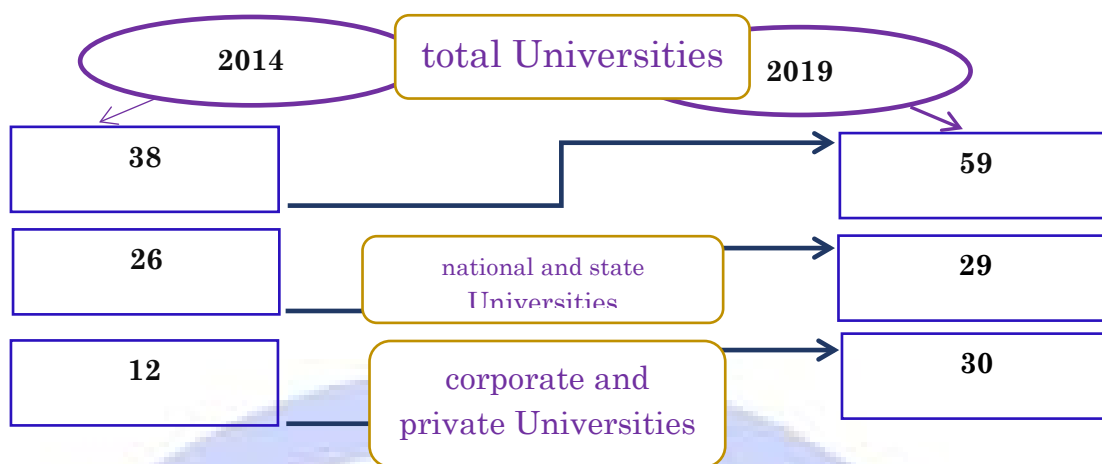 2014
total Universities
2019
38
59
26
national and state
Universities
29
12
corporate and
private Universities
30